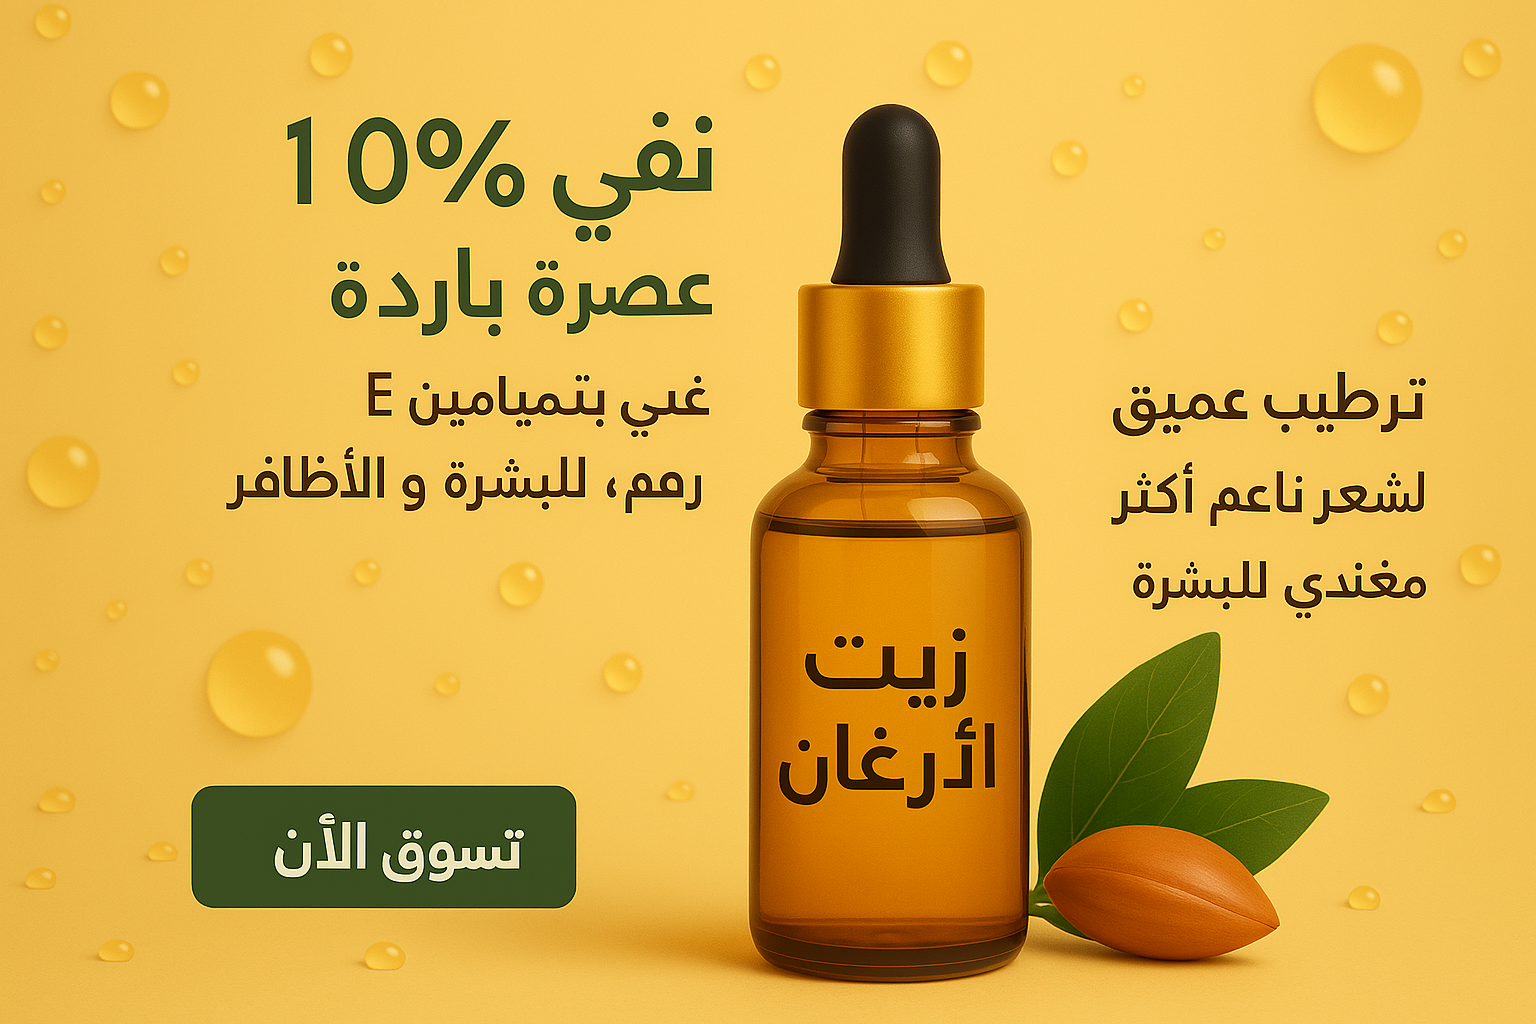 نفي 10%
عصرة باردة
غني بتميامين E
رمم، للبشرة و الأظافر
ترطيب عميق
لشعر ناعم أكثر
مغندي للبشرة
زيت
الأرغان
تسوق الأن